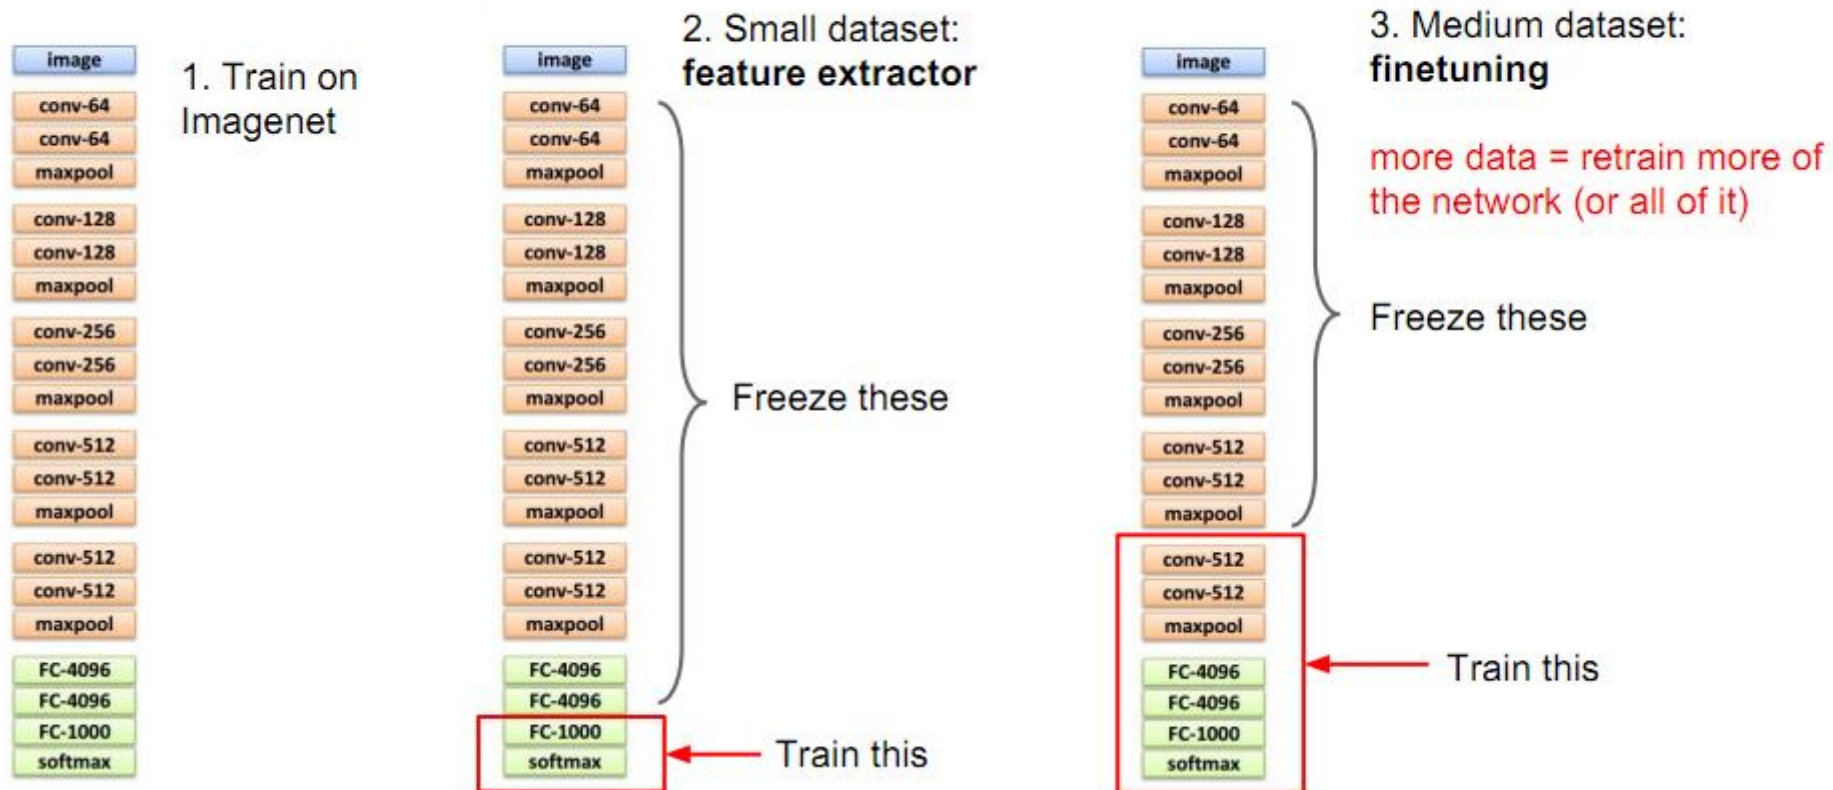 image
conv-64
conv-64
maxpool
conv-128
conv-128
maxpool
conv-256
conv-256
maxpool
conv-512
conv-512
maxpool
conv-512
conv-512
maxpool
FC-4096
FC-4096
FC-1000
softmax
1. Train on
Imagenet
image
conv-64
conv-64
maxpool
conv-128
conv-128
maxpool
conv-256
conv-256
maxpool
conv-512
conv-512
maxpool
conv-512
conv-512
maxpool
FC-4096
FC-4096
FC-1000
softmax
2. Small dataset:
feature extractor
Freeze these
Train this
image
conv-64
conv-64
maxpool
conv-128
conv-128
maxpool
conv-256
conv-256
maxpool
conv-512
conv-512
maxpool
conv-512
conv-512
maxpool
FC-4096
FC-4096
FC-1000
softmax
3. Medium dataset:
finetuning
more data = retrain more of
the network (or all of it)
Freeze these
Train this